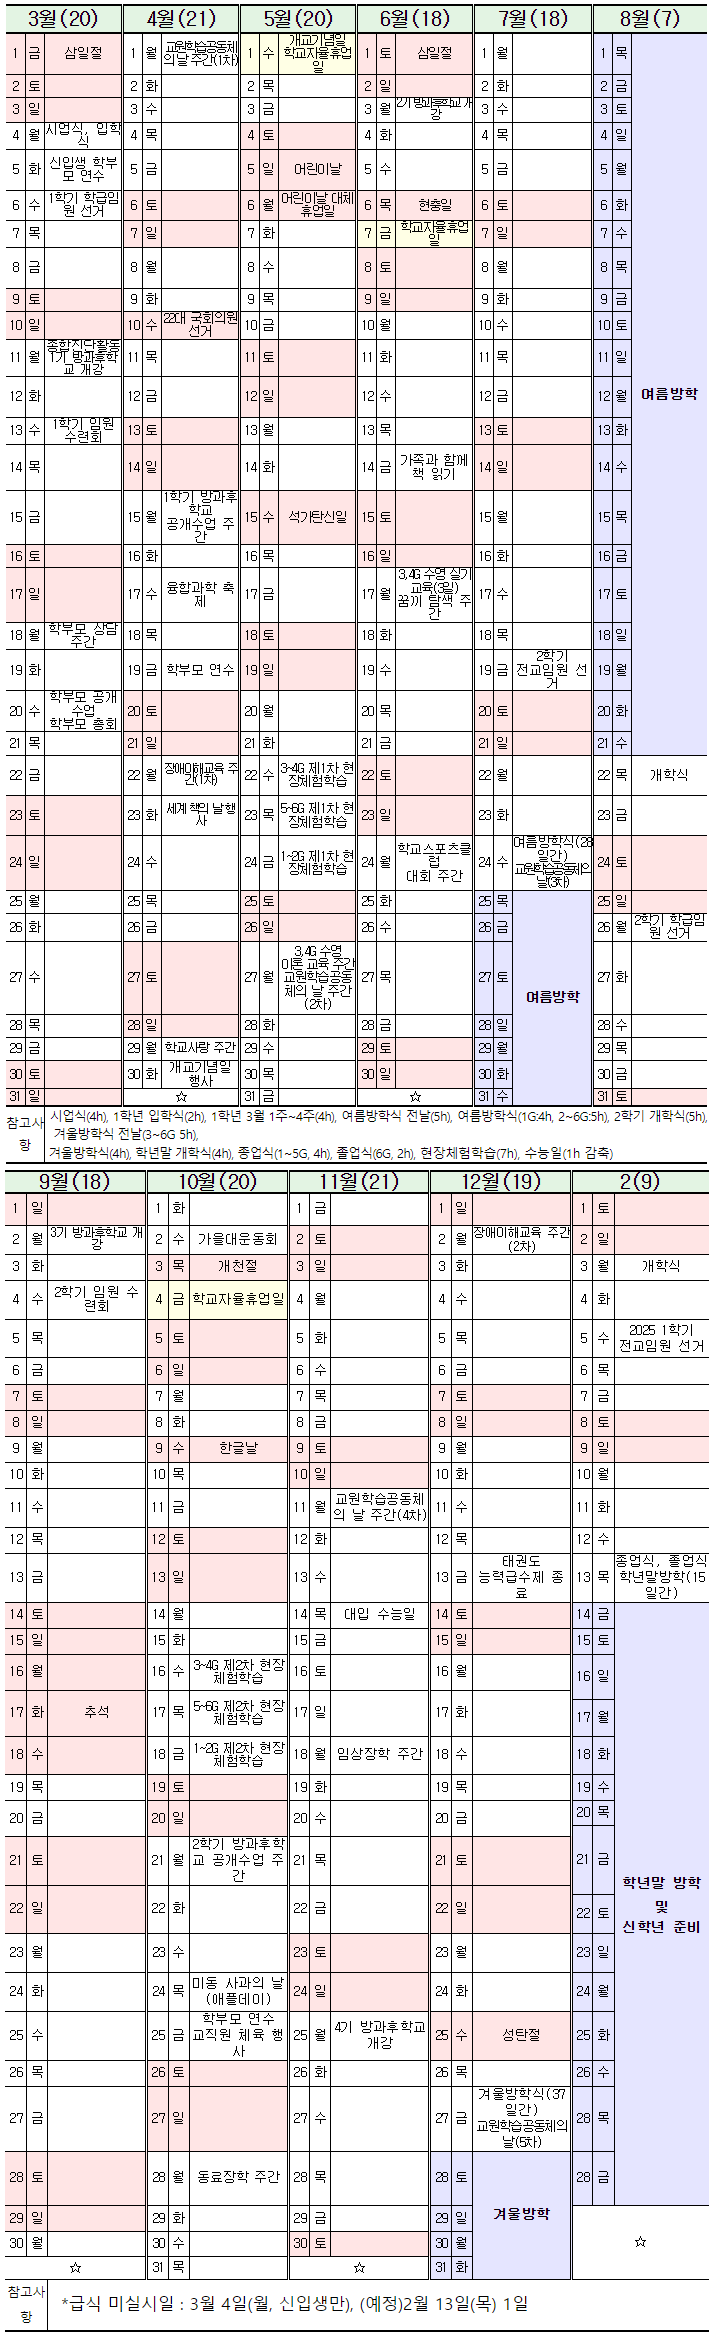 3월(20) 4월(21) 5월(20) 6월(18) 7월(18) 8월(7)
1 금 삼일절 1 월 교원학습공동체의 날 주간(1차) 1 수 개교기념일 학교자율휴업일 1 토 삼일절 1 월 1 목
2 토 2 화 2 목 2 일 2 화 2 금
3 일 3 수 3 금 3 월 2기 방과후학교 개강 3 수 3 토
4 월 시업식, 입학식 4 목 4 토 4 화 4 목 4 일
5 화 신입생 학부모 연수 5 금 5 일 어린이날 5 수 5 금 5 월
6 수 1학기 학급임원 선거 6 토 6 월 어린이날 대체휴업일 6 목 현충일 6 토 6 화
7 목 7 일 7 화 7 금 학교자율휴업일 7 일 7 수
8 금 8 월 8 수 8 토 8 월 8 목
9 토 9 화 9 목 9 일 9 화 9 금
10 일 10 수 22대 국회의원 선거 10 금 10 월 10 수 10 토
11 월 종합진단활동 1기 방과후학교 개강 11 목 11 토 11 화 11 목 11 일
12 화 12 금 12 일 12 수 12 금 12 월 여름방학
13 수 1학기 임원 수련회 13 토 13 월 13 목 13 토 13 화
14 목 14 일 14 화 14 금 가족과 함께 책 읽기 14 일 14 수
15 금 15 월 1학기 방과후학교 공개수업 주간 15 수 석가탄신일 15 토 15 월 15 목
16 토 16 화 16 목 16 일 16 화 16 금
17 일 17 수 융합과학 축제 17 금 17 월 3,4G 수영 실기교육(3일) 꿈끼 탐색 주간 17 수 17 토
18 월 학부모 상담 주간 18 목 18 토 18 화 18 목 18 일
19 화 19 금 학부모 연수 19 일 19 수 19 금 2학기 전교임원 선거 19 월
20 수 학부모 공개수업 학부모 총회 20 토 20 월 20 목 20 토 20 화
21 목 21 일 21 화 21 금 21 일 21 수
22 금 22 월 장애이해교육 주간(1차) 22 수 3~4G 제1차 현장체험학습 22 토 22 월 22 목 개학식
23 토 23 화 세계 책의 날 행사 23 목 5~6G 제1차 현장체험학습 23 일 23 화 23 금
24 일 24 수 24 금 1~2G 제1차 현장체험학습 24 월 학교스포츠클럽 대회 주간 24 수 여름방학식(28일간) 교원학습공동체의 날(3차) 24 토
25 월 25 목 25 토 25 화 25 목 25 일
26 화 26 금 26 일 26 수 26 금 26 월 2학기 학급임원 선거
27 수 27 토 27 월 3,4G 수영 이론 교육 주간 교원학습공동체의 날 주간(2차) 27 목 27 토 여름방학 27 화
28 목 28 일 28 화 28 금 28 일 28 수
29 금 29 월 학교사랑 주간 29 수 29 토 29 월 29 목
30 토 30 화 개교기념일 행사 30 목 30 일 30 화 30 금
31 일 ☆ 31 금 ☆ 31 수 31 토
참고사항 시업식(4h), 1학년 입학식(2h), 1학년 3월 1주~4주(4h), 여름방학식 전날(5h), 여름방학식(1G:4h, 2~6G:5h), 2학기 개학식(5h),
겨울방학식 전날(3~6G 5h),
겨울방학식(4h), 학년말 개학식(4h), 종업식(1~5G, 4h), 졸업식(6G, 2h), 현장체험학습(7h), 수능일(1h 감축)
9월(18) 10월(20) 11월(21) 12월(19) 2(9)
1 일 1 화 1 금 1 일 1 토
2 월 3기 방과후학교 개강 2 수 가을대운동회 2 토 2 월 장애이해교육 주간(2차) 2 일
3 화 3 목 개천절 3 일 3 화 3 월 개학식
4 수 2학기 임원 수련회 4 금 학교자율휴업일 4 월 4 수 4 화
5 목 5 토 5 화 5 목 5 수 2025 1학기 전교임원 선거
6 금 6 일 6 수 6 금 6 목
7 토 7 월 7 목 7 토 7 금
8 일 8 화 8 금 8 일 8 토
9 월 9 수 한글날 9 토 9 월 9 일
10 화 10 목 10 일 10 화 10 월
11 수 11 금 11 월 교원학습공동체의 날 주간(4차) 11 수 11 화
12 목 12 토 12 화 12 목 12 수
13 금 13 일 13 수 13 금 태권도 능력급수제 종료 13 목 종업식, 졸업식 학년말방학(15일간)
14 토 14 월 14 목 대입 수능일 14 토 14 금
15 일 15 화 15 금 15 일 15 토
16 월 16 수 3~4G 제2차 현장체험학습 16 토 16 월 16 일
17 화 추석 17 목 5~6G 제2차 현장체험학습 17 일 17 화 17 월
18 수 18 금 1~2G 제2차 현장체험학습 18 월 임상장학 주간 18 수 18 화
19 목 19 토 19 화 19 목 19 수
20 금 20 일 20 수 20 금 20 목
21 토 21 월 2학기 방과후학교 공개수업 주간 21 목 21 토 21 금
학년말 방학
및
신학년 준비
22 일 22 화 22 금 22 일 22 토
23 월 23 수 23 토 23 월 23 일
24 화 24 목 미동 사과의 날(애플데이) 24 일 24 화 24 월
25 수 25 금 학부모 연수 교직원 체육 행사 25 월 4기 방과후학교 개강 25 수 성탄절 25 화
26 목 26 토 26 화 26 목 26 수
27 금 27 일 27 수 27 금 겨울방학식(37일간) 교원학습공동체의 날(5차) 28 목
28 토 28 월 동료장학 주간 28 목 28 토 28 금
29 일 29 화 29 금 29 일 겨울방학
30 월 30 수 30 토 30 월 ☆
☆ 31 목 ☆ 31 화
참고사항 *급식 미실시일 : 3월 4일(월, 신입생만), (예정)2월 13일(목) 1일